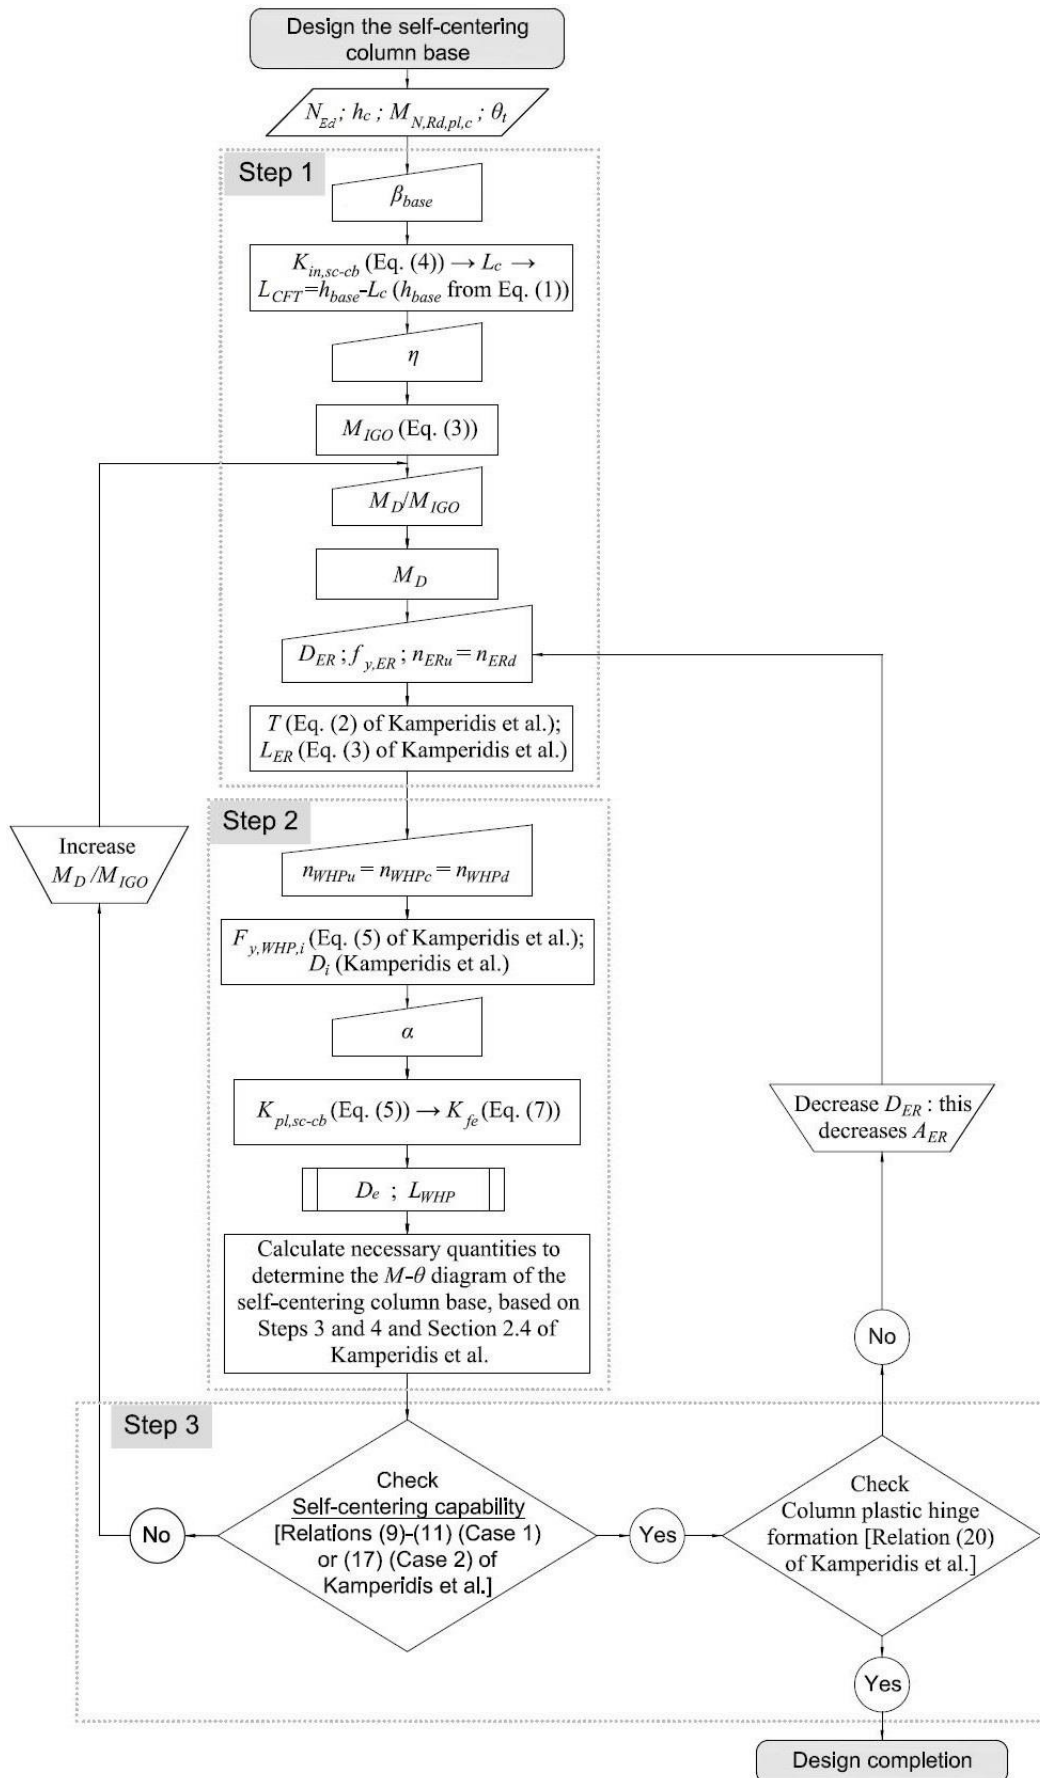 Design the self-centering
column base
N_Ed; h_c ; M_N,Rd,pl,c ; θ_t
Step 1
β_base
K_in,sc-cb (Eq. (4)) → L_c →
L_CFT=h_base-L_c (h_base from Eq. (1))
η
M_IGO (Eq. (3))
M_D/M_IGO
M_D
D_ER ; f_y,ER ; n_ERu = n_ERd
T (Eq. (2) of Kamperidis et al.);
L_ER (Eq. (3) of Kamperidis et al.)
Step 2
Increase
M_D /M_IGO
n_WHPu = n_WHPc = n_WHPd
F_y,WHP,i (Eq. (5) of Kamperidis et al.);
D_i (Kamperidis et al.)
α
K_pl,sc-cb (Eq. (5)) → K_fe (Eq. (7))
Decrease D_ER : this
decreases A_ER
D_e ; L_WHP
Calculate necessary quantities to
determine the M-θ diagram of the
self-centering column base, based on
Steps 3 and 4 and Section 2.4 of
Kamperidis et al.
No
Step 3
Check
Self-centering capability
[Relations (9)-(11) (Case 1)
or (17) (Case 2) of
Kamperidis et al.]
No
Yes
Check
Column plastic hinge
formation [Relation (20)
of Kamperidis et al.]
Yes
Design completion